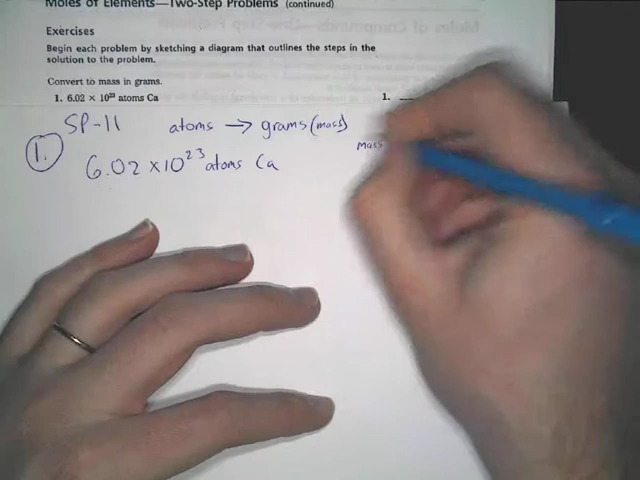 Moles of Elements—Two-Step Problems (continued)
Exercises
Begin each problem by sketching a diagram that outlines the steps in the
solution to the problem.
Convert to mass in grams.
1. 6.02 × 10²³ atoms Ca 1.
SP-11 atoms → grams (mass)
mass
1. 6.02 ×10²³ atoms Ca